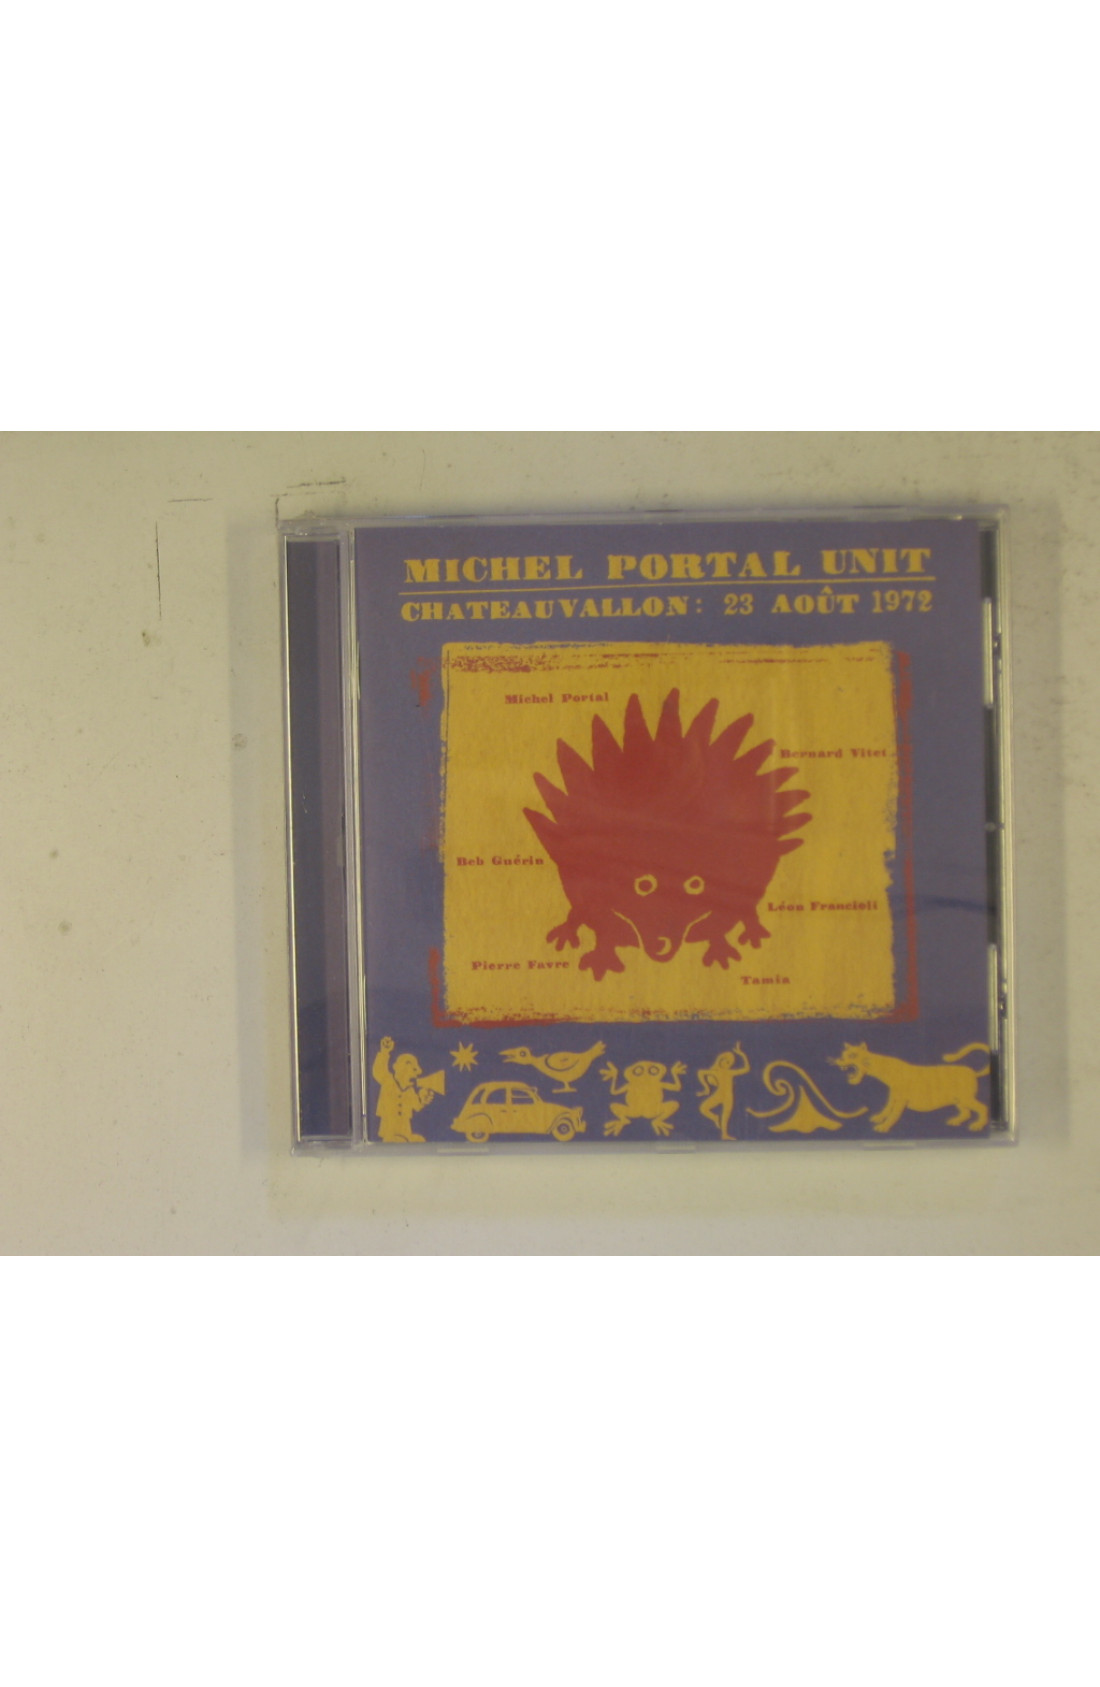 MICHEL PORTAL UNIT
CHATEAUVALLON: 23 AOÛT 1972
Michel Portal
Bernard Vitet
Beb Guérin
Léon Francioli
Pierre Favre
Tamia